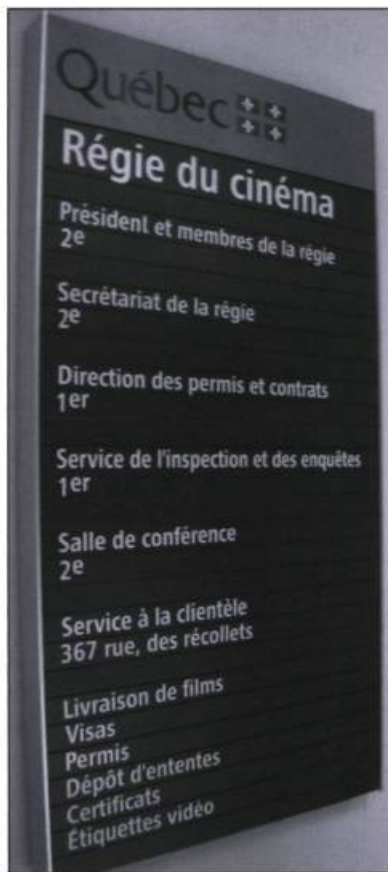 Québec
Régie du cinéma
Président et membres de la régie
2e
Secrétariat de la régie
2e
Direction des permis et contrats
1er
Service de l'inspection et des enquêtes
1er
Salle de conférence
2e
Service à la clientèle
367 rue, des récollets
Livraison de films
Visas
Permis
Dépôt d'ententes
Certificats
Étiquettes vidéo